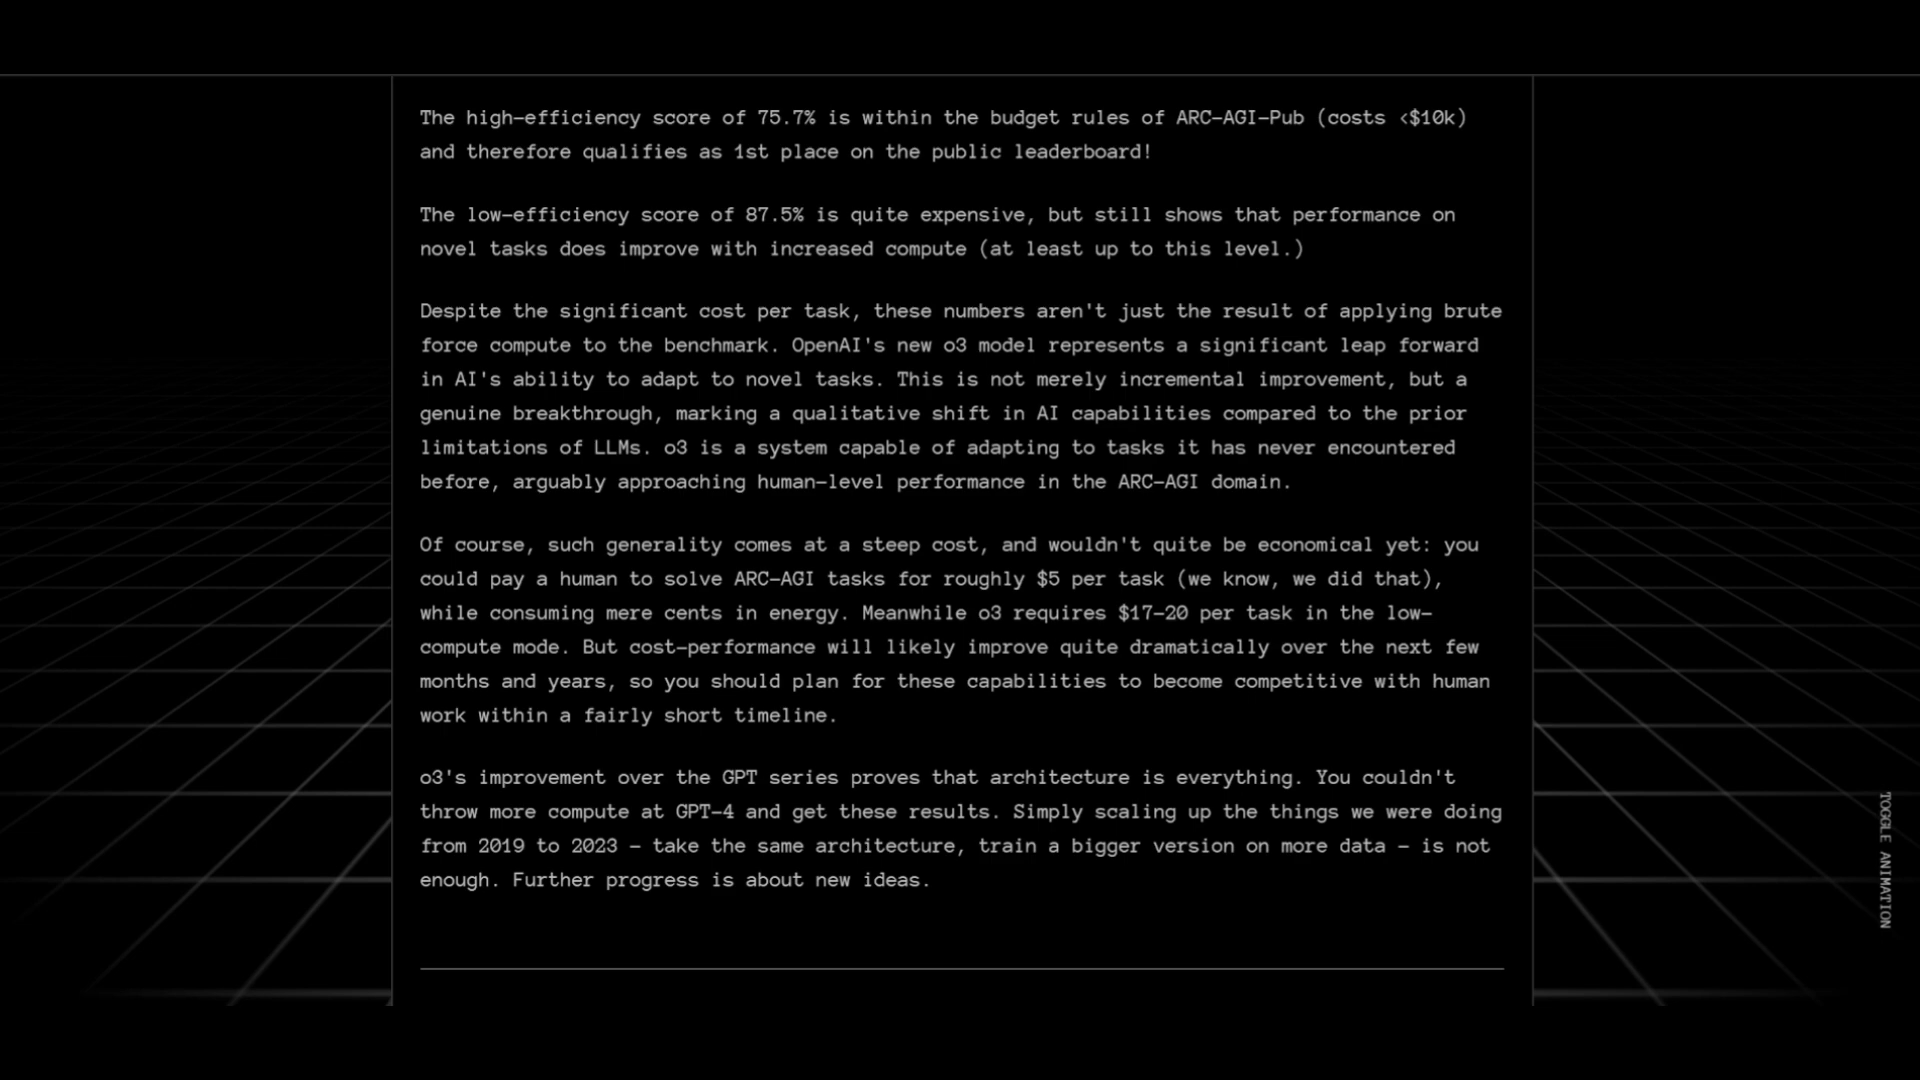 The high-efficiency score of 75.7% is within the budget rules of ARC-AGI-Pub (costs <$10k)
and therefore qualifies as 1st place on the public leaderboard!
The low-efficiency score of 87.5% is quite expensive, but still shows that performance on
novel tasks does improve with increased compute (at least up to this level.)
Despite the significant cost per task, these numbers aren't just the result of applying brute
force compute to the benchmark. OpenAI's new o3 model represents a significant leap forward
in AI's ability to adapt to novel tasks. This is not merely incremental improvement, but a
genuine breakthrough, marking a qualitative shift in AI capabilities compared to the prior
limitations of LLMs. o3 is a system capable of adapting to tasks it has never encountered
before, arguably approaching human-level performance in the ARC-AGI domain.
Of course, such generality comes at a steep cost, and wouldn't quite be economical yet: you
could pay a human to solve ARC-AGI tasks for roughly $5 per task (we know, we did that),
while consuming mere cents in energy. Meanwhile o3 requires $17-20 per task in the low-
compute mode. But cost-performance will likely improve quite dramatically over the next few
months and years, so you should plan for these capabilities to become competitive with human
work within a fairly short timeline.
o3's improvement over the GPT series proves that architecture is everything. You couldn't
throw more compute at GPT-4 and get these results. Simply scaling up the things we were doing
from 2019 to 2023 – take the same architecture, train a bigger version on more data – is not
enough. Further progress is about new ideas.
TOGGLE ANIMATION